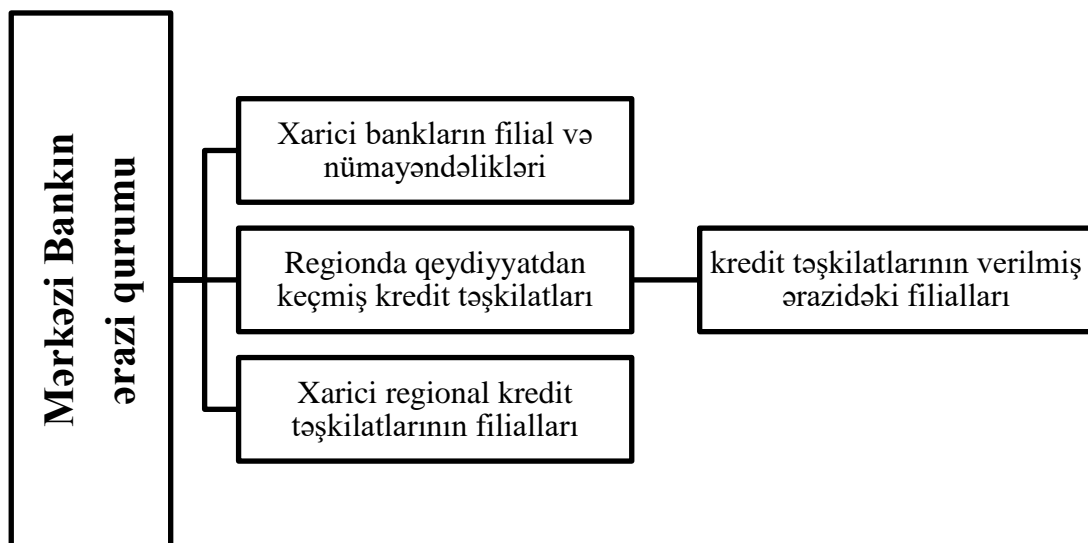 Mərkəzi Bankın
ərazi qurumu
Xarici bankların filial və
nümayəndəlikləri
Regionda qeydiyyatdan
keçmiş kredit təşkilatları
kredit təşkilatlarının verilmiş
ərazidəki filialları
Xarici regional kredit
təşkilatlarının filialları